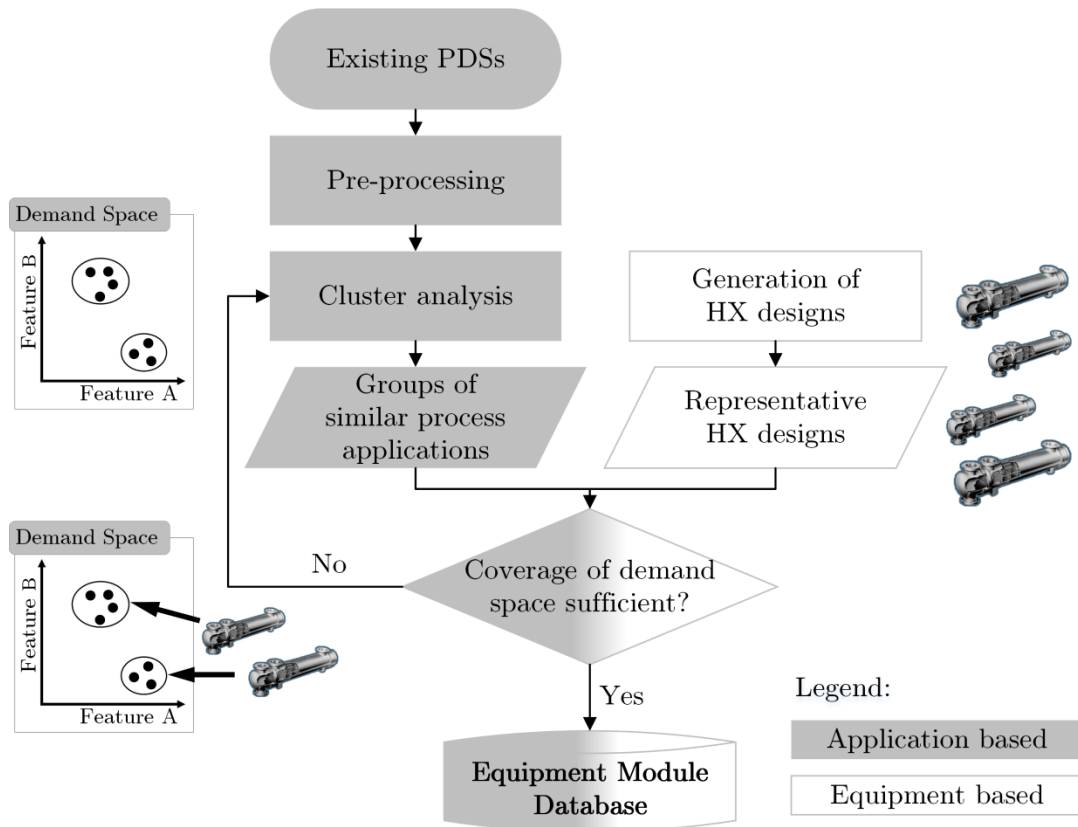 Existing PDSs
Pre-processing
Demand Space
Feature B
Feature A
Cluster analysis
Generation of
HX designs
Groups of
similar process
applications
Representative
HX designs
Demand Space
Feature B
Feature A
No
Coverage of demand
space sufficient?
Yes
Equipment Module
Database
Legend:
Application based
Equipment based